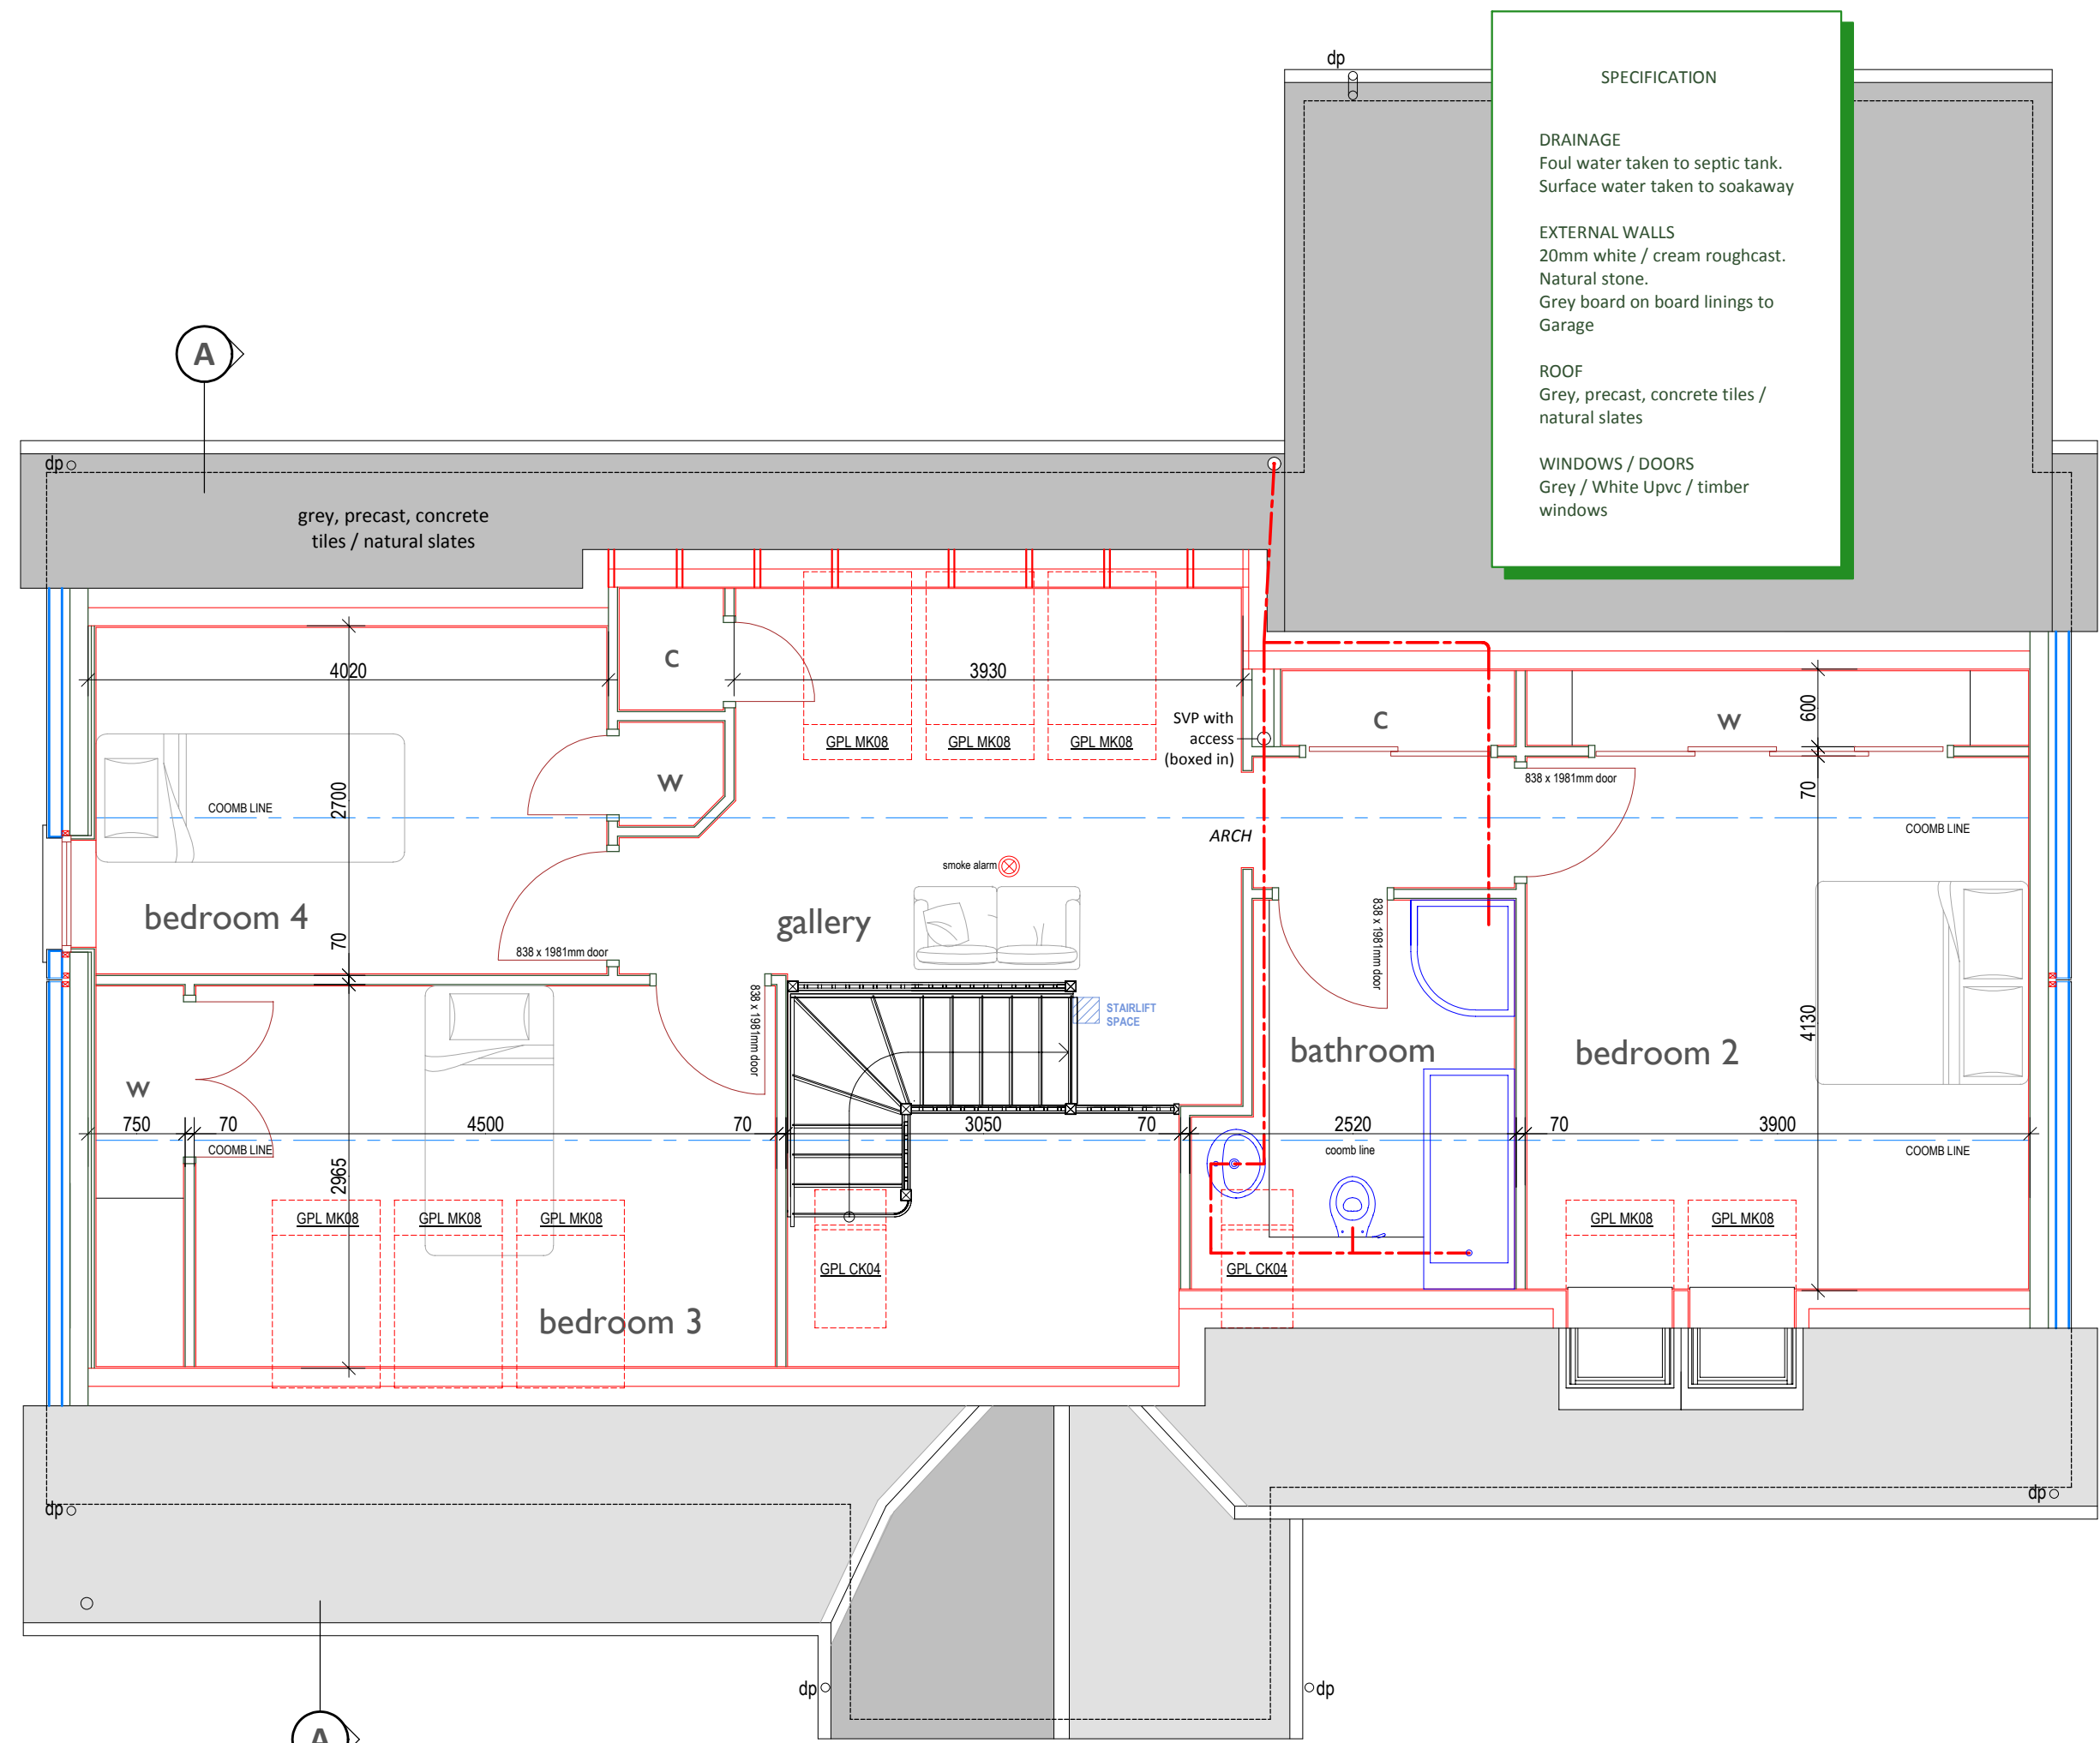 dp
SPECIFICATION
DRAINAGE
Foul water taken to septic tank.
Surface water taken to soakaway
EXTERNAL WALLS
20mm white / cream roughcast.
Natural stone.
Grey board on board linings to
Garage
ROOF
Grey, precast, concrete tiles /
natural slates
WINDOWS / DOORS
Grey / White Upvc / timber
windows
A
dp
grey, precast, concrete
tiles / natural slates
4020
c
3930
GPL MK08
GPL MK08
GPL MK08
SVP with
access
(boxed in)
c
w
600
w
838 x 1981mm door
70
COOMB LINE
2700
ARCH
COOMB LINE
smoke alarm
bedroom 4
70
838 x 1981mm door
gallery
838 x 1981mm door
838 x 1981mm door
STAIRLIFT
SPACE
4130
bathroom
bedroom 2
w
750
70
4500
70
3050
70
2520
70
3900
COOMB LINE
2965
coomb line
COOMB LINE
GPL MK08
GPL MK08
GPL MK08
GPL MK08
GPL MK08
GPL CK04
GPL CK04
bedroom 3
dp
dp
dp
dp
A